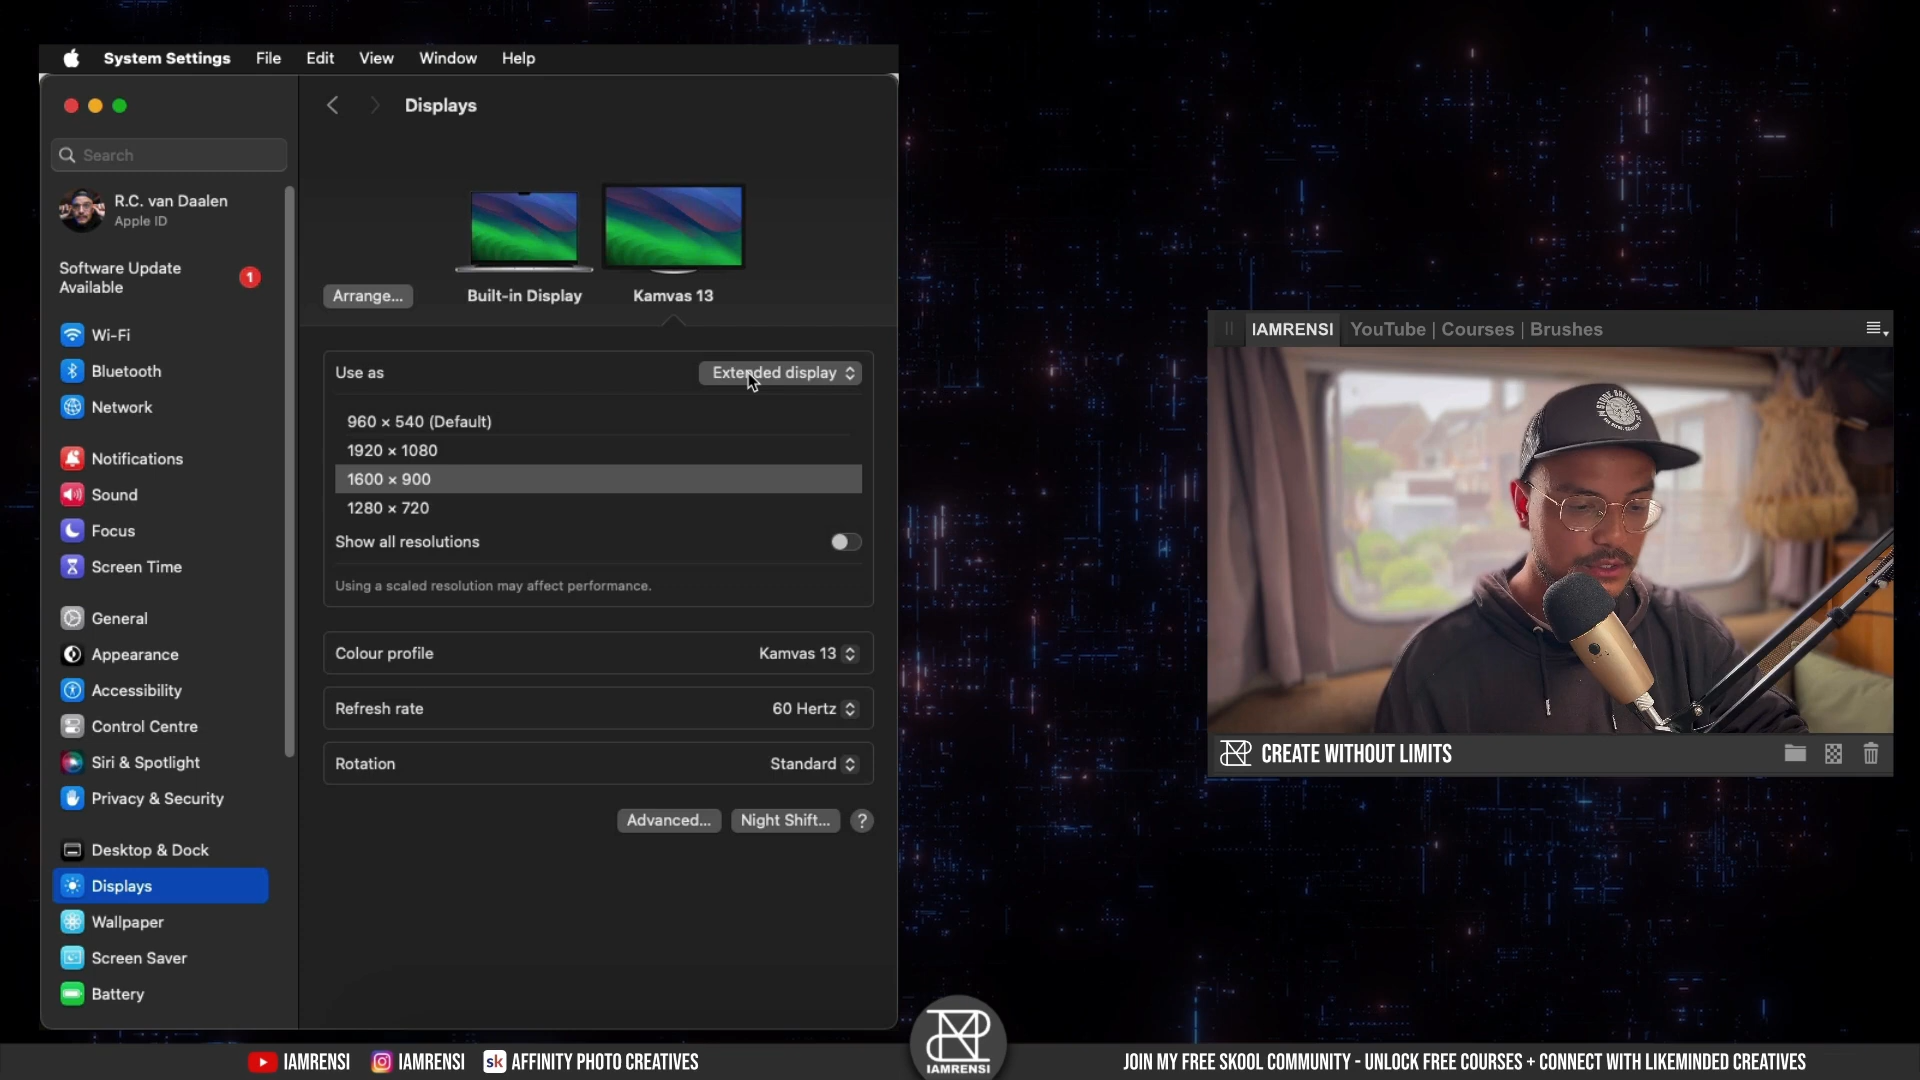 System Settings File Edit View Window Help
Displays
Search
R.C. van Daalen
Apple ID
Software Update
Available
1
Wi-Fi
Bluetooth
Network
Notifications
Sound
Focus
Screen Time
General
Appearance
Accessibility
Control Centre
Siri & Spotlight
Privacy & Security
Desktop & Dock
Displays
Wallpaper
Screen Saver
Battery
Arrange...
Built-in Display
Kamvas 13
Use as
Extended display
960 × 540 (Default)
1920 × 1080
1600 × 900
1280 × 720
Show all resolutions
Using a scaled resolution may affect performance.
Colour profile
Kamvas 13
Refresh rate
60 Hertz
Rotation
Standard
Advanced...
Night Shift...
?
IAMRENSI
YouTube | Courses | Brushes
CREATE WITHOUT LIMITS
IAMRENSI
IAMRENSI
sk AFFINITY PHOTO CREATIVES
IAMRENSI
JOIN MY FREE SKOOL COMMUNITY - UNLOCK FREE COURSES + CONNECT WITH LIKEMINDED CREATIVES